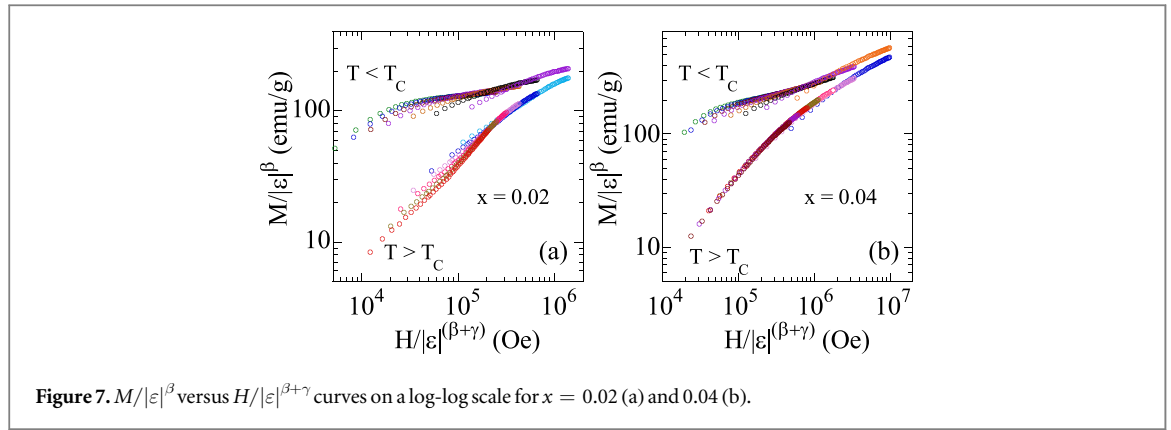 M/|ε|^β (emu/g)
100
10
T < T_C
x = 0.02
T > T_C
(a)
10^4 10^5 10^6
H/|ε|^(β+γ) (Oe)
M/|ε|^β (emu/g)
100
10
T < T_C
x = 0.04
T > T_C
(b)
10^4 10^5 10^6 10^7
H/|ε|^(β+γ) (Oe)
Figure 7. M/|ε|^β versus H/|ε|^β+γ curves on a log-log scale for x = 0.02 (a) and 0.04 (b).